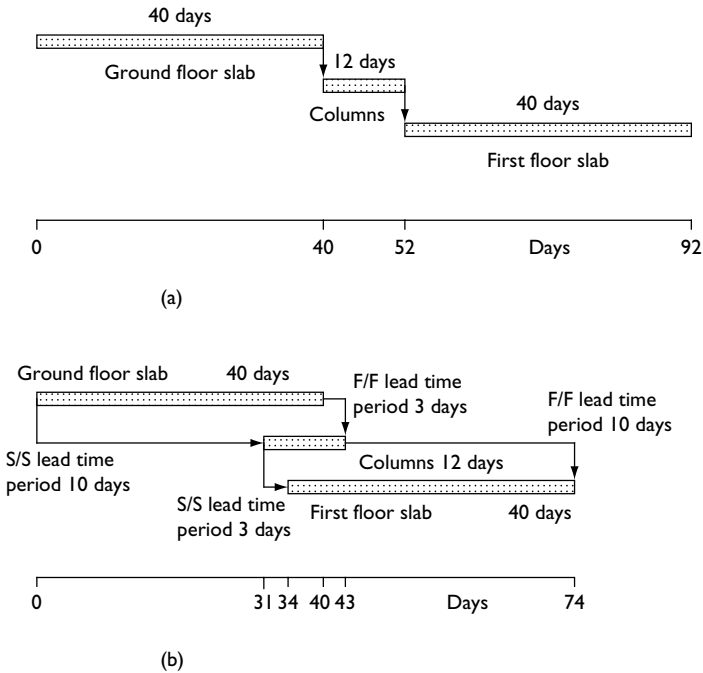 40 days
Ground floor slab
12 days
Columns
40 days
First floor slab
0 40 52 Days 92
(a)
Ground floor slab 40 days
F/F lead time
period 3 days
F/F lead time
period 10 days
S/S lead time
period 10 days
Columns 12 days
S/S lead time
period 3 days
First floor slab 40 days
0 31 34 40 43 Days 74
(b)